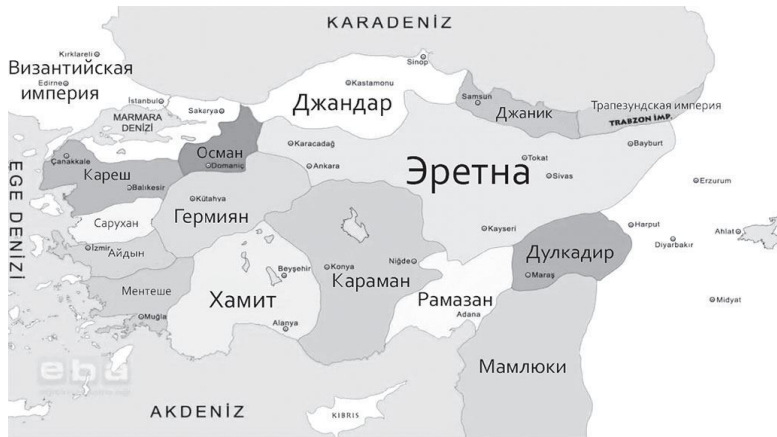 KARADENİZ
Kırklareli
Византийская
Edirne
империя
Sinop
Kastamonu
Джандар
İstanbul
Sakarya
MARMARA
DENİZİ
Samsun
Джаник
Трапезундская империя
TRABZON İMP.
Осман
Domaniç
Karacadağ
Ankara
Эретна
Tokat
Sivas
Bayburt
Erzurum
Çanakkale
Кареш
Balıkesir
EGE DENİZİ
Kütahya
Гермиян
Сарухан
İzmir
Айдын
Kayseri
Harput
Дулкадир
Maraş
Diyarbakır
Ahlat
Ментеше
Muğla
Хамит
Beyşehir
Alanya
Konya
Niğde
Караман
Рамазан
Adana
Midyat
Мамлюки
eba
AKDENİZ
KIBRIS